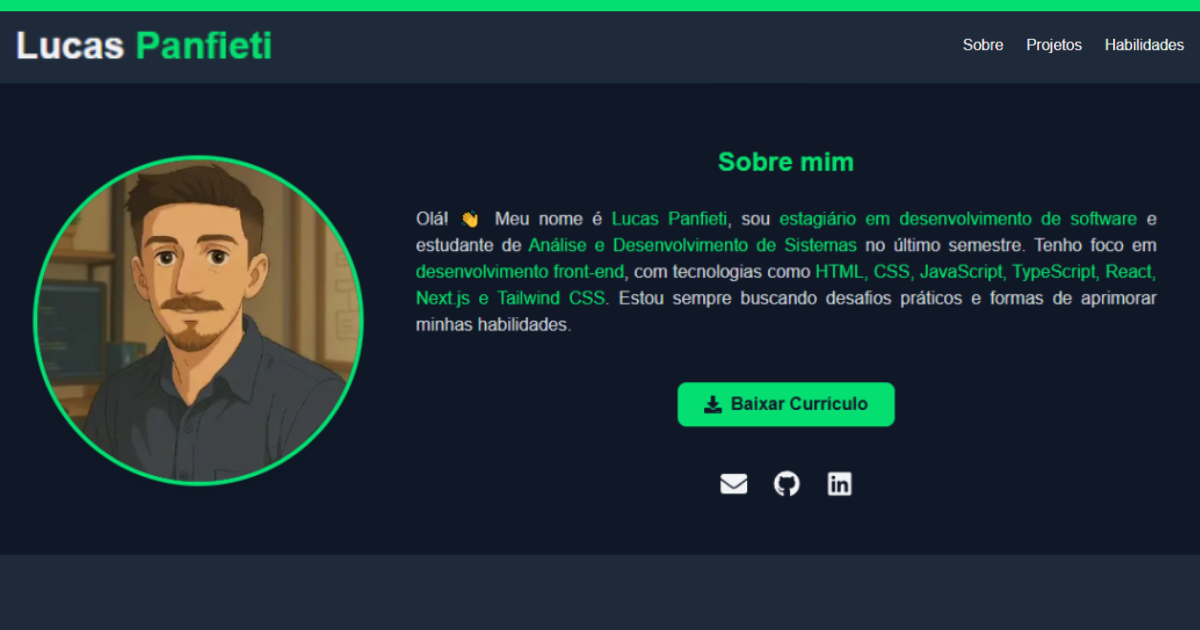 Lucas Panfieti
Sobre Projetos Habilidades
Sobre mim
Olá! 👋 Meu nome é Lucas Panfieti, sou estagiário em desenvolvimento de software e
estudante de Análise e Desenvolvimento de Sistemas no último semestre. Tenho foco em
desenvolvimento front-end, com tecnologias como HTML, CSS, JavaScript, TypeScript, React,
Next.js e Tailwind CSS. Estou sempre buscando desafios práticos e formas de aprimorar
minhas habilidades.
Baixar Curriculo
in